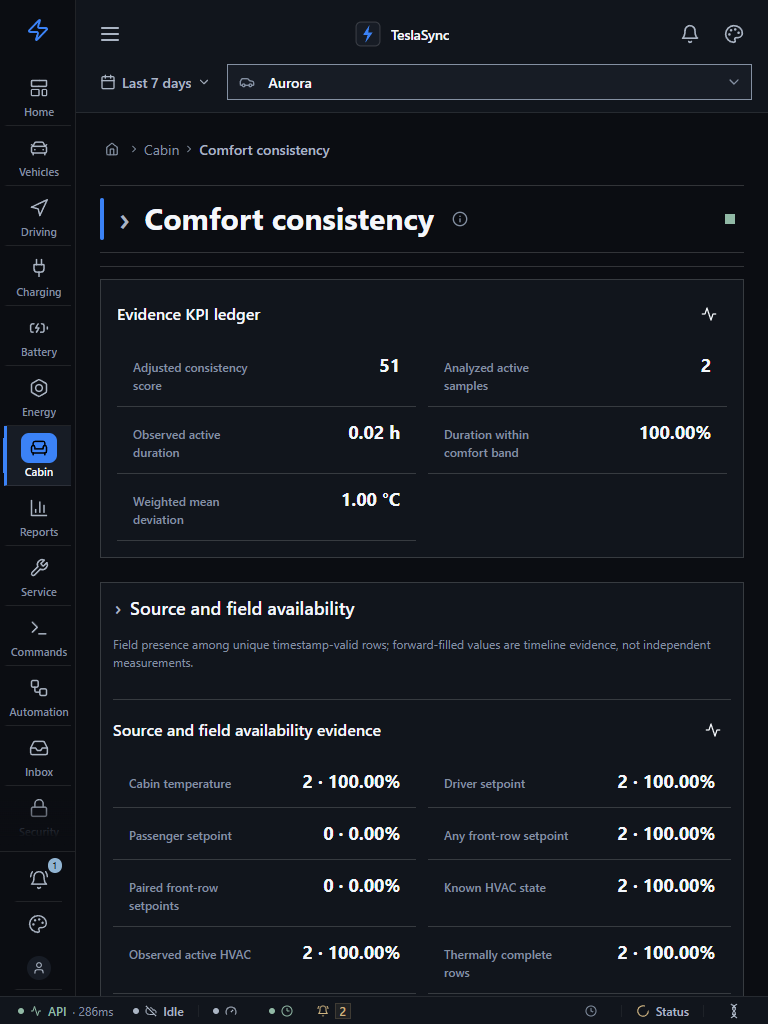 TeslaSync
Last 7 days
Aurora
Home
Vehicles
Driving
Charging
Battery
Energy
Cabin
Reports
Service
Commands
Automation
Inbox
Security
1
Cabin
Comfort consistency
Comfort consistency
Evidence KPI ledger
Adjusted consistency
score
51
Analyzed active
samples
2
Observed active
duration
0.02 h
Duration within
comfort band
100.00%
Weighted mean
deviation
1.00 °C
Source and field availability
Field presence among unique timestamp-valid rows; forward-filled values are timeline evidence, not independent
measurements.
Source and field availability evidence
Cabin temperature
2 · 100.00%
Driver setpoint
2 · 100.00%
Passenger setpoint
0 · 0.00%
Any front-row setpoint
2 · 100.00%
Paired front-row
setpoints
0 · 0.00%
Known HVAC state
2 · 100.00%
Observed active HVAC
2 · 100.00%
Thermally complete
rows
2 · 100.00%
API · 286ms
Idle
2
Status